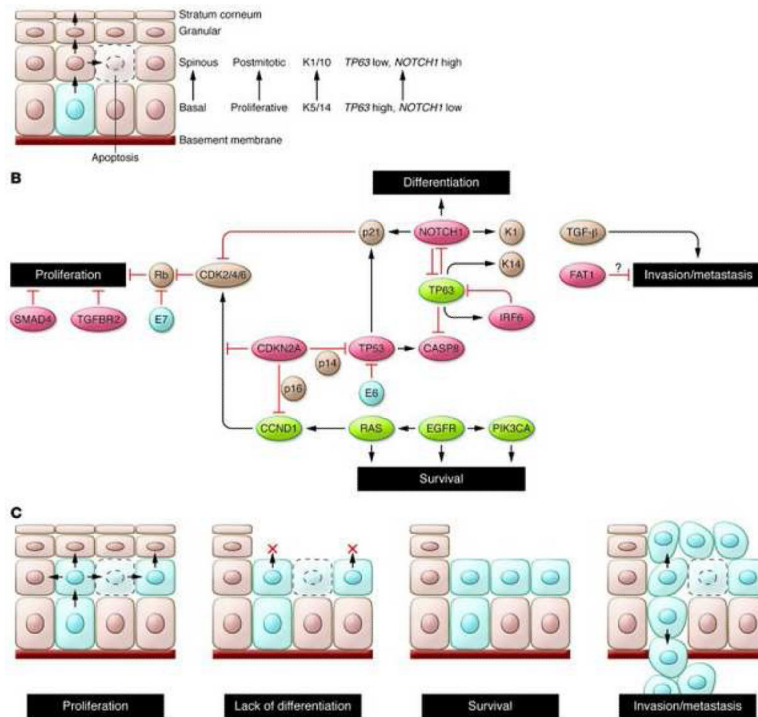 Stratum corneum
Granular
Spinous Postmitotic K1/10 TP63 low, NOTCH1 high
Basal Proliferative K5/14 TP63 high, NOTCH1 low
Basement membrane
Apoptosis
B
Differentiation
p21 NOTCH1 K1 TGF-β
K14
Proliferation Rb CDK2/4/6 TP63 FAT1 ? Invasion/metastasis
SMAD4 TGFBR2 E7 IRF6
CDKN2A p14 TP53 CASP8
p16 E6
CCND1 RAS EGFR PIK3CA
Survival
C
Proliferation Lack of differentiation Survival Invasion/metastasis